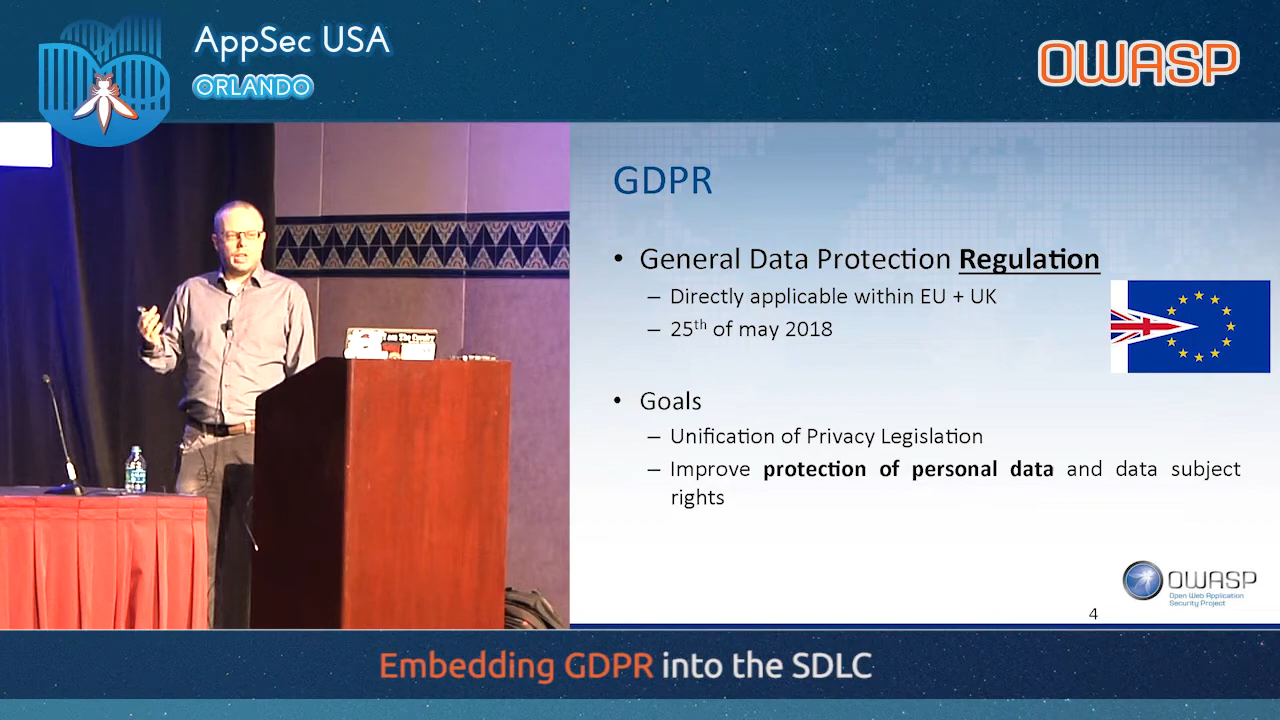 AppSec USA
ORLANDO
OWASP
GDPR
• General Data Protection Regulation
– Directly applicable within EU + UK
– 25th of may 2018
• Goals
– Unification of Privacy Legislation
– Improve protection of personal data and data subject
rights
OWASP
Open Web Application
Security Project
4
Embedding GDPR into the SDLC